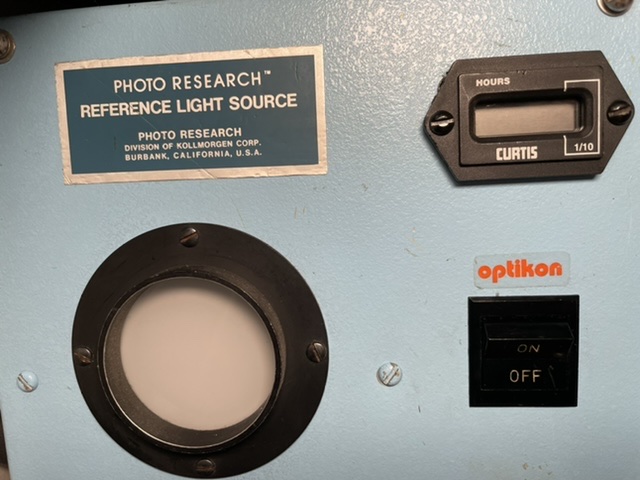 PHOTO RESEARCH™
REFERENCE LIGHT SOURCE
PHOTO RESEARCH
DIVISION OF KOLLMORGEN CORP.
BURBANK, CALIFORNIA, U.S.A.
HOURS
CURTIS
1/10
optikon
ON
OFF